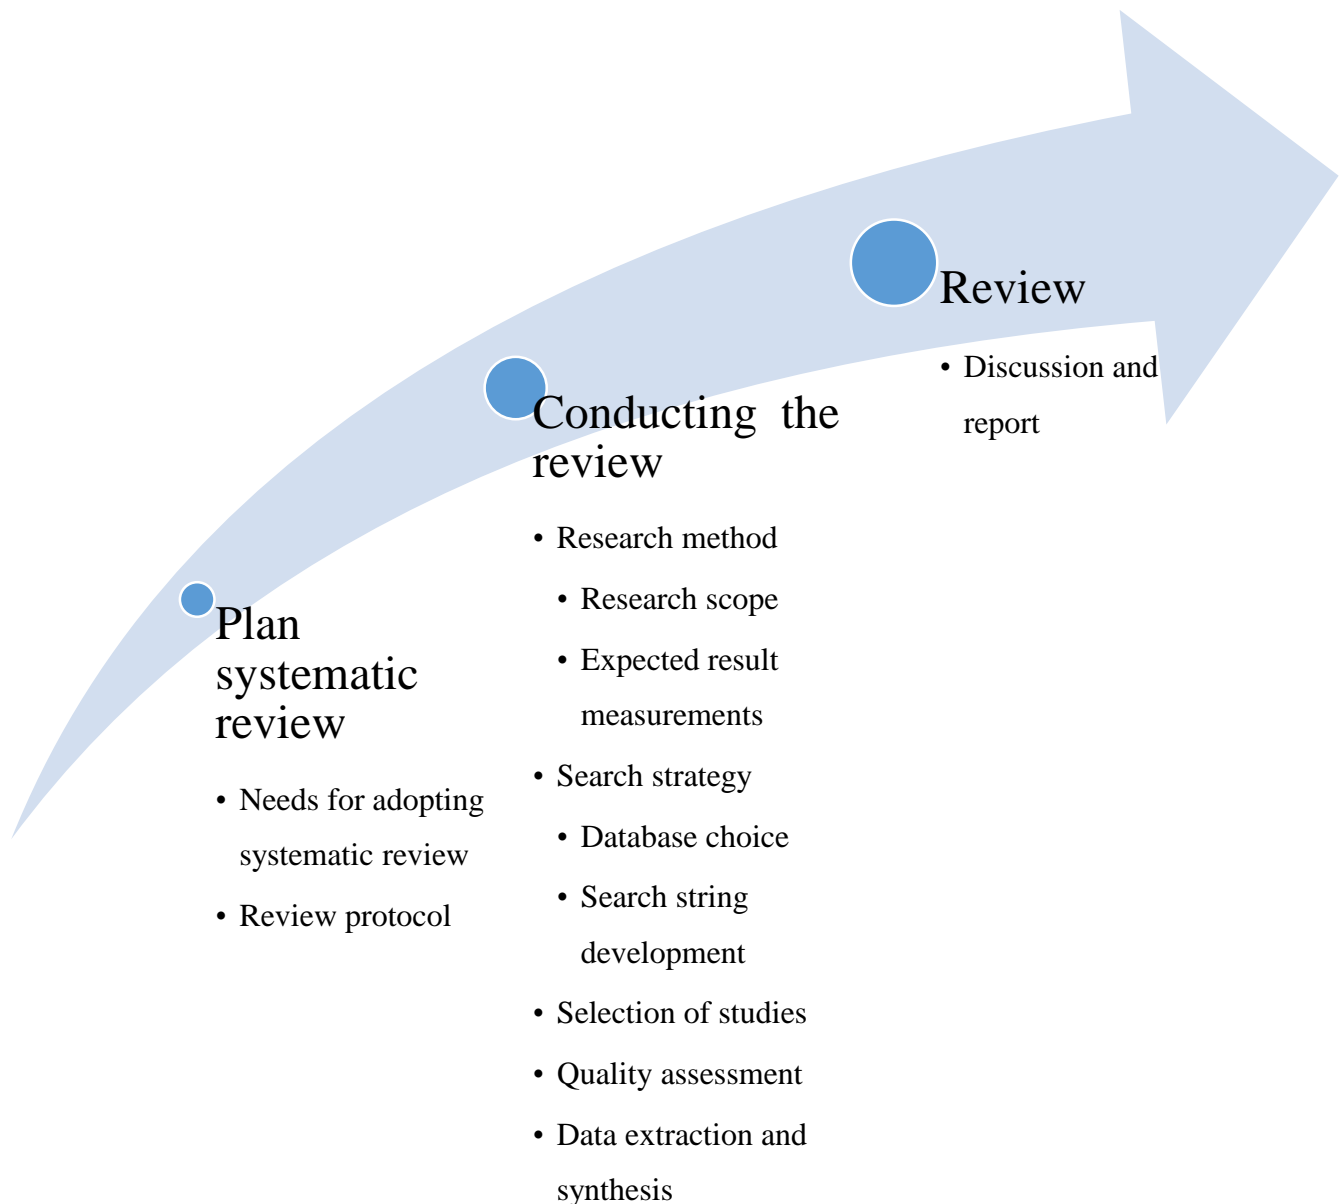 Plan
systematic
review
• Needs for adopting
systematic review
• Review protocol
Conducting the
review
• Research method
• Research scope
• Expected result
measurements
• Search strategy
• Database choice
• Search string
development
• Selection of studies
• Quality assessment
• Data extraction and
synthesis
Review
• Discussion and
report